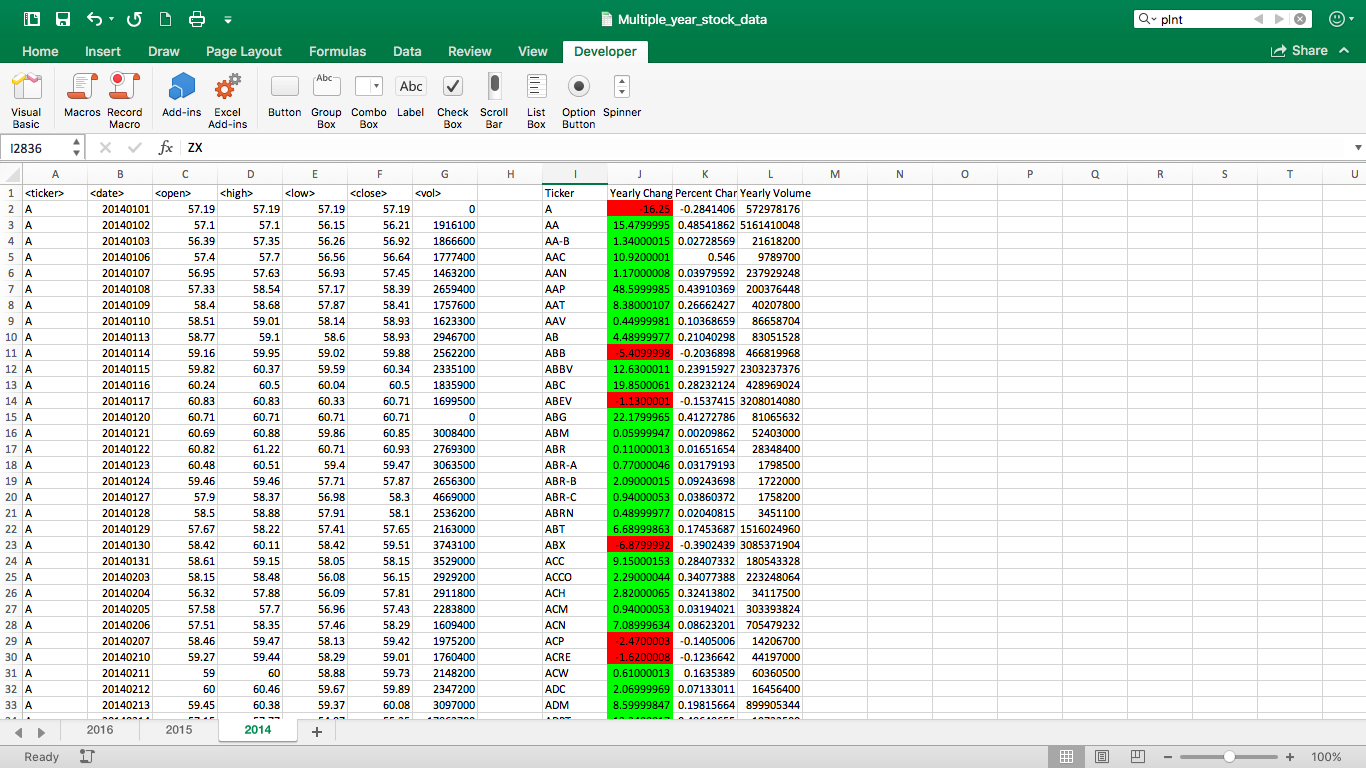 Multiple_year_stock_data
plnt
Home Insert Draw Page Layout Formulas Data Review View Developer Share
Visual Basic Macros Record Macro Add-ins Excel Add-ins Button Group Box Combo Box Label Check Box Scroll Bar List Box Option Button Spinner
Abc Abc
I2836 fx ZX
A B C D E F G H I J K L M N O P Q R S T U
1 <ticker> <date> <open> <high> <low> <close> <vol> Ticker Yearly Chang Percent Char Yearly Volume
2 A 20140101 57.19 57.19 57.19 57.19 0 A -16.25 -0.2841406 572978176
3 A 20140102 57.1 57.1 56.15 56.21 1916100 AA 15.4799995 0.48541862 5161410048
4 A 20140103 56.39 57.35 56.26 56.92 1866600 AA-B 1.34000015 0.02728569 21618200
5 A 20140106 57.4 57.7 56.56 56.64 1777400 AAC 10.9200001 0.546 9789700
6 A 20140107 56.95 57.63 56.93 57.45 1463200 AAN 1.17000008 0.03979592 237929248
7 A 20140108 57.33 58.54 57.17 58.39 2659400 AAP 48.5999985 0.43910369 200376448
8 A 20140109 58.4 58.68 57.87 58.41 1757600 AAT 8.38000107 0.26662427 40207800
9 A 20140110 58.51 59.01 58.14 58.93 1623300 AAV 0.44999981 0.10368659 86658704
10 A 20140113 58.77 59.1 58.6 58.93 2946700 AB 4.48999977 0.21040298 83051528
11 A 20140114 59.16 59.95 59.02 59.88 2562200 ABB -5.4099998 -0.2036898 466819968
12 A 20140115 59.82 60.37 59.59 60.34 2335100 ABBV 12.6300011 0.23915927 2303237376
13 A 20140116 60.24 60.5 60.04 60.5 1835900 ABC 19.8500061 0.28232124 428969024
14 A 20140117 60.83 60.83 60.33 60.71 1699500 ABEV -1.1300001 -0.1537415 3208014080
15 A 20140120 60.71 60.71 60.71 60.71 0 ABG 22.1799965 0.41272786 81065632
16 A 20140121 60.69 60.88 59.86 60.85 3008400 ABM 0.05999947 0.00209862 52403000
17 A 20140122 60.82 61.22 60.71 60.93 2769300 ABR 0.11000013 0.01651654 28348400
18 A 20140123 60.48 60.51 59.4 59.47 3063500 ABR-A 0.77000046 0.03179193 1798500
19 A 20140124 59.46 59.46 57.71 57.87 2656300 ABR-B 2.09000015 0.09243698 1722000
20 A 20140127 57.9 58.37 56.98 58.3 4669000 ABR-C 0.94000053 0.03860372 1758200
21 A 20140128 58.5 58.88 57.91 58.1 2536200 ABRN 0.48999977 0.02040815 3451100
22 A 20140129 57.67 58.22 57.41 57.65 2163000 ABT 6.68999863 0.17453687 1516024960
23 A 20140130 58.42 60.11 58.42 59.51 3743100 ABX -6.8799992 -0.3902439 3085371904
24 A 20140131 58.61 59.15 58.05 58.15 3529000 ACC 9.15000153 0.28407332 180543328
25 A 20140203 58.15 58.48 56.08 56.15 2929200 ACCO 2.29000044 0.34077388 223248064
26 A 20140204 56.32 57.88 56.09 57.81 2911800 ACH 2.82000065 0.32413802 34117500
27 A 20140205 57.58 57.7 56.96 57.43 2283800 ACM 0.94000053 0.03194021 303393824
28 A 20140206 57.51 58.35 57.46 58.29 1609400 ACN 7.08999634 0.08623201 705479232
29 A 20140207 58.46 59.47 58.13 59.42 1975200 ACP -2.4700003 -0.1405006 14206700
30 A 20140210 59.27 59.44 58.29 59.01 1760400 ACRE -1.6200008 -0.1236642 44197000
31 A 20140211 59 60 58.88 59.73 2148200 ACW 0.61000013 0.1635389 60360500
32 A 20140212 60 60.46 59.67 59.89 2347200 ADC 2.06999969 0.07133011 16456400
33 A 20140213 59.45 60.38 59.37 60.08 3097000 ADM 8.59999847 0.19815664 899905344
2016 2015 2014
Ready 100%